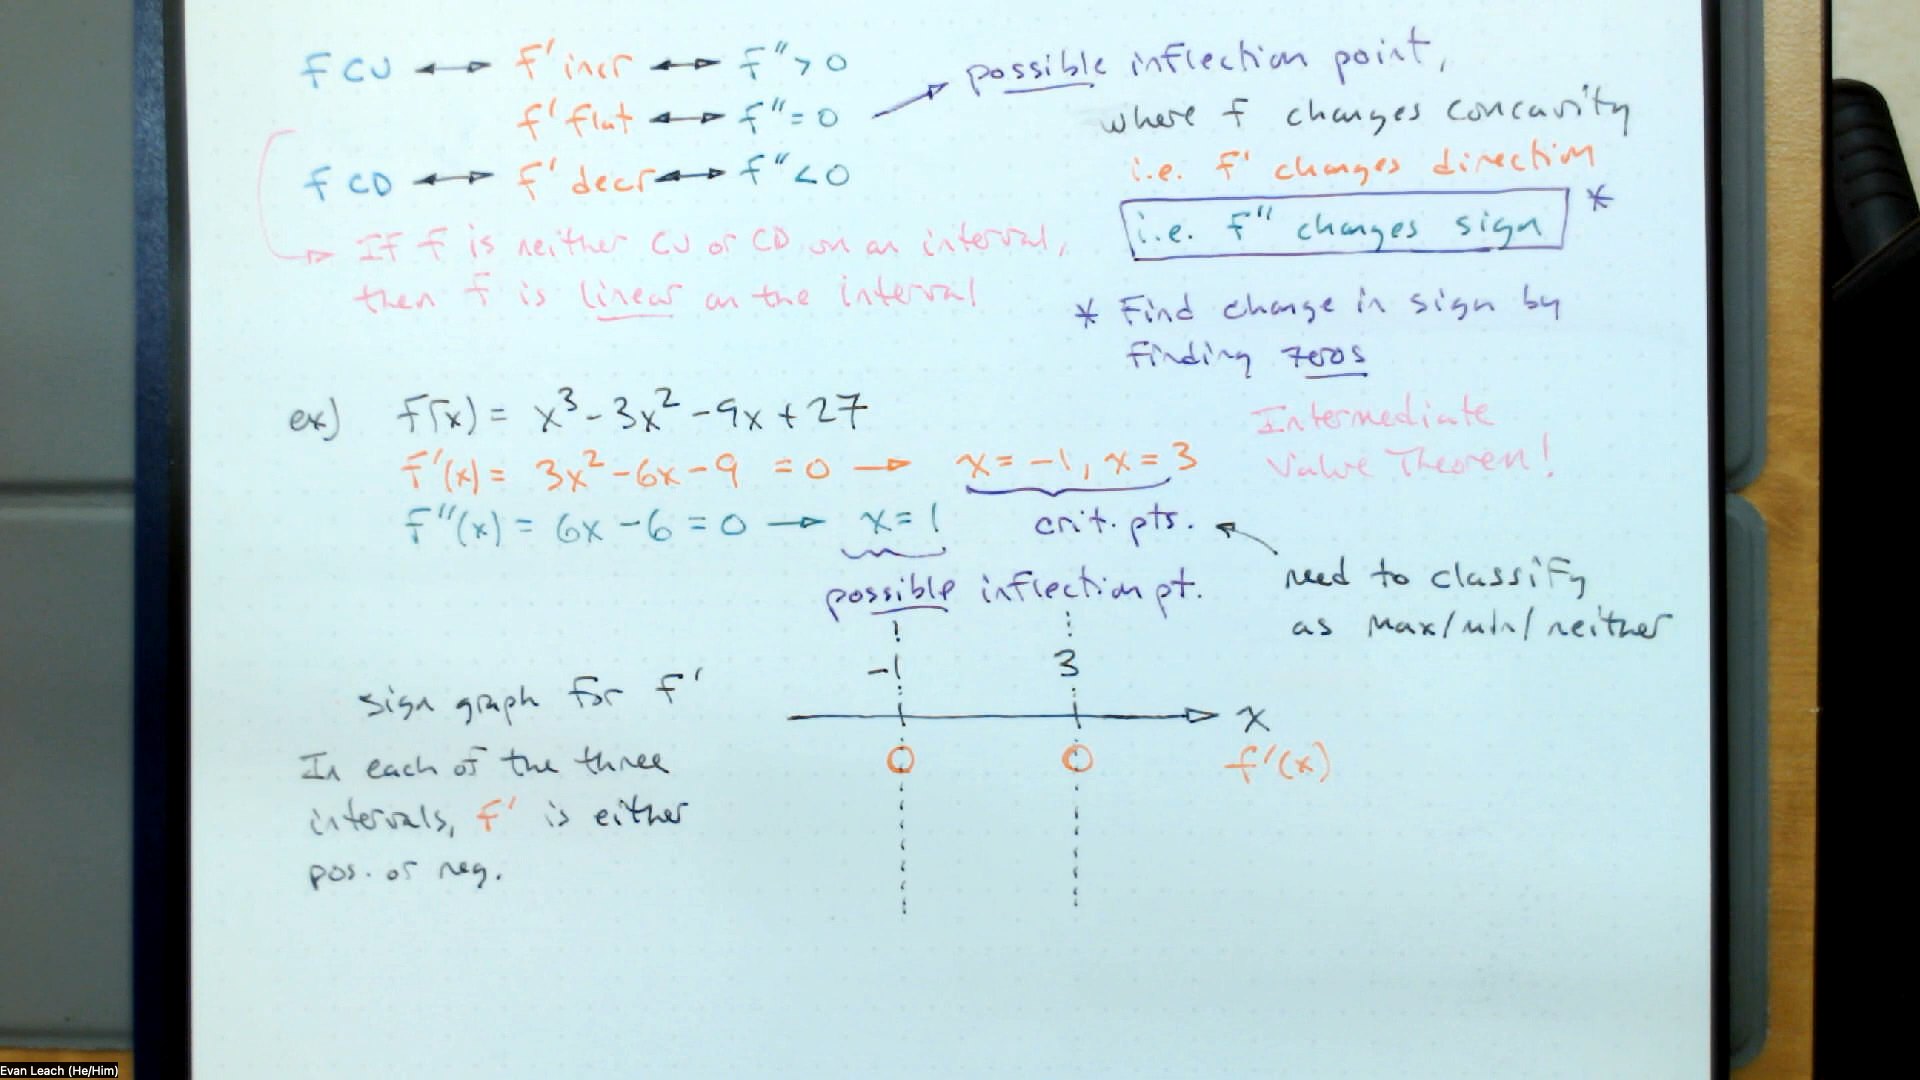 f CU ↔ f' incr ↔ f'' > 0
f' flat ↔ f'' = 0 → possible inflection point,
where f changes concavity
f CD ↔ f' decr ↔ f'' < 0
i.e. f' changes direction
i.e. f'' changes sign *
If f is neither CU or CD on an interval,
then f is linear on the interval
* Find change in sign by
finding zeros
Intermediate
Value Theorem!
ex) f(x) = x³ - 3x² - 9x + 27
f'(x) = 3x² - 6x - 9 = 0 → x = -1, x = 3
crit. pts.
f''(x) = 6x - 6 = 0 → x = 1
possible inflection pt.
need to classify
as max/min/neither
sign graph for f'
-1 3
x
0 0 f'(x)
In each of the three
intervals, f' is either
pos. or neg.
Evan Leach (He/Him)